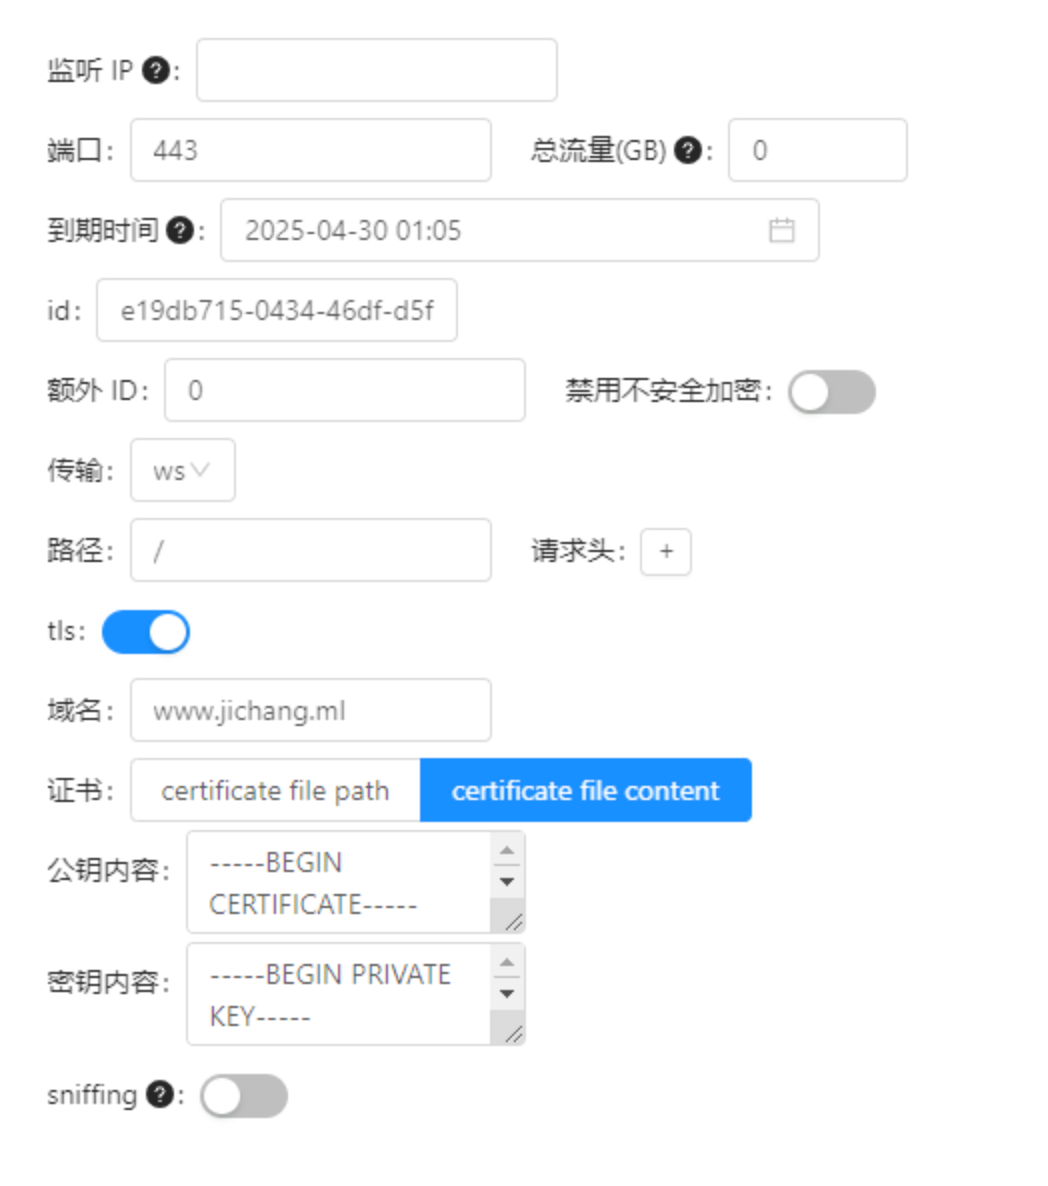 监听 IP ?:
端口: 443 总流量(GB) ?: 0
到期时间 ?: 2025-04-30 01:05
id: e19db715-0434-46df-d5f
额外 ID: 0 禁用不安全加密:
传输: ws
路径: / 请求头: +
tls:
域名: www.jichang.ml
证书: certificate file path certificate file content
公钥内容: -----BEGIN
CERTIFICATE-----
密钥内容: -----BEGIN PRIVATE
KEY-----
sniffing ?: